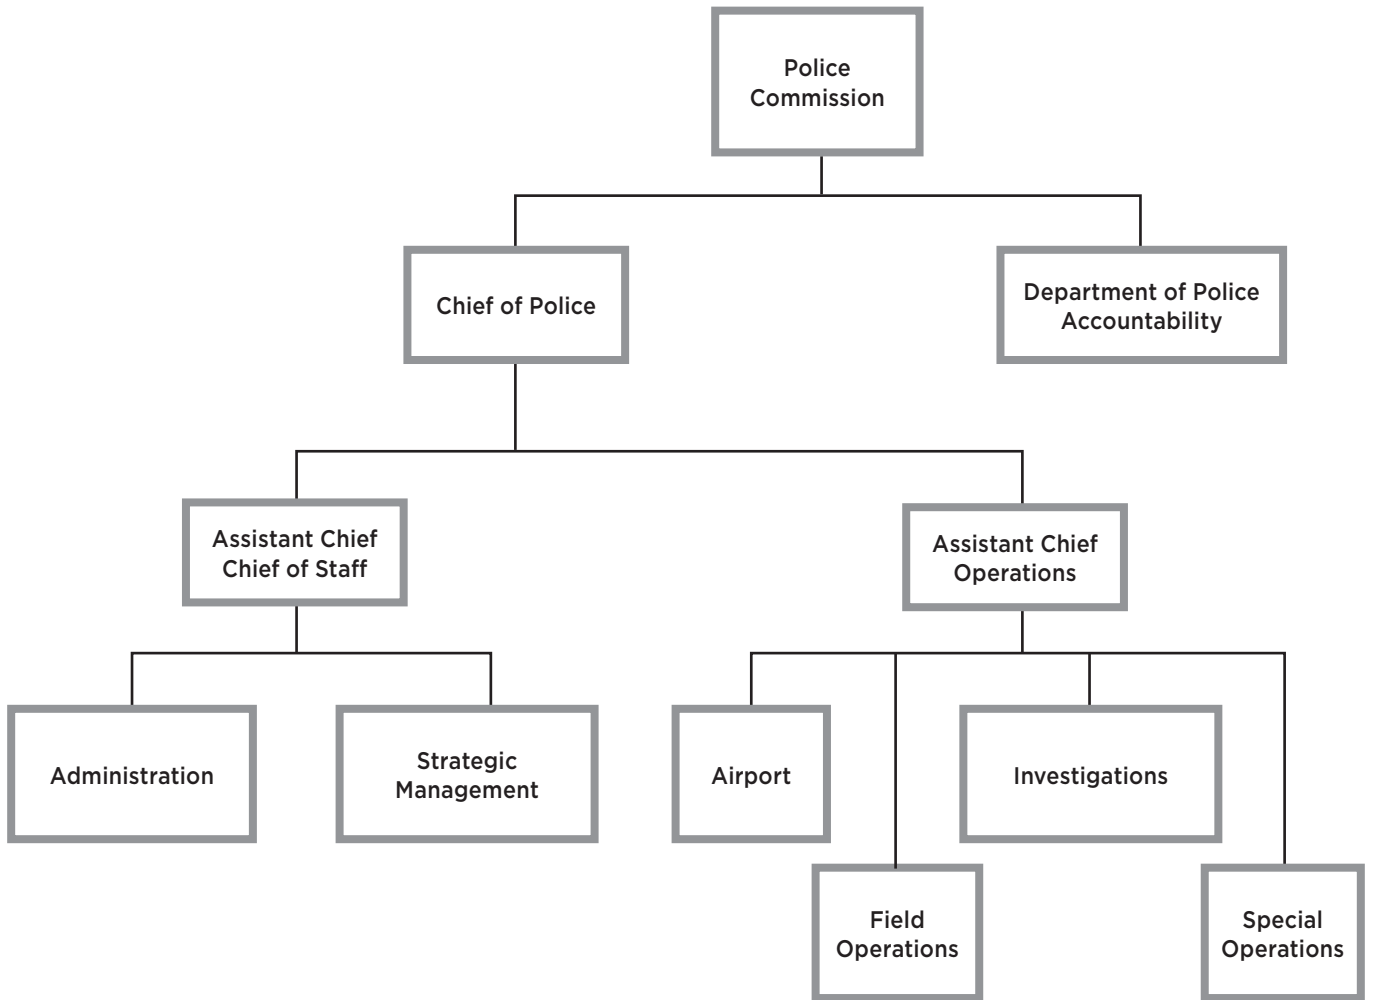 Police
Commission
Chief of Police
Department of Police
Accountability
Assistant Chief
Chief of Staff
Assistant Chief
Operations
Administration
Strategic
Management
Airport
Investigations
Field
Operations
Special
Operations